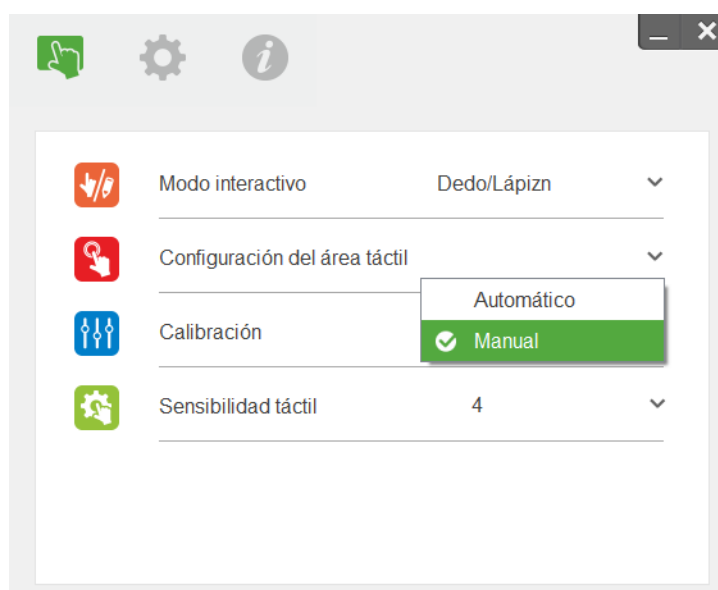 Modo interactivo Dedo/Lápizn
Configuración del área táctil
Automático
Calibración
Manual
Sensibilidad táctil 4